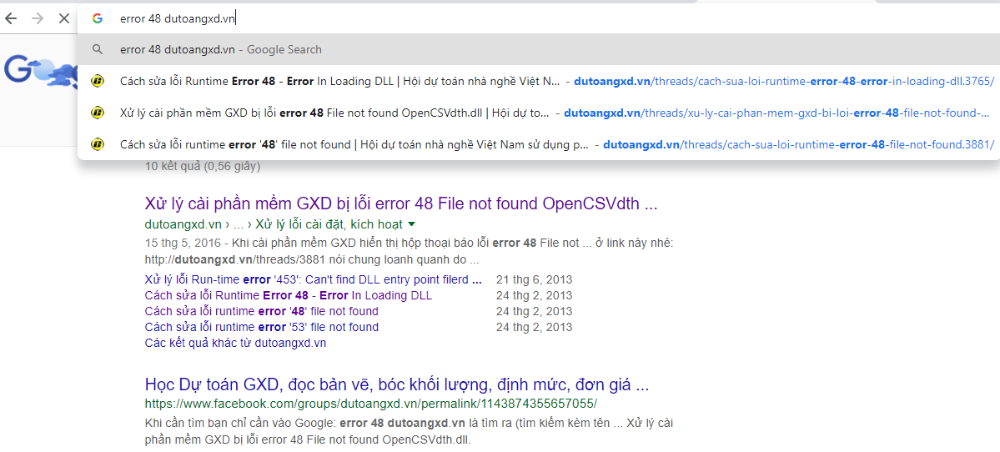 error 48 dutoangxd.vn
error 48 dutoangxd.vn - Google Search
Cách sửa lỗi Runtime Error 48 - Error In Loading DLL | Hội dự toán nhà nghề Việt N... - dutoangxd.vn/threads/cach-sua-loi-runtime-error-48-error-in-loading-dll.3765/
Xử lý cài phần mềm GXD bị lỗi error 48 File not found OpenCSVdth.dll | Hội dự to... - dutoangxd.vn/threads/xu-ly-cai-phan-mem-gxd-bi-loi-error-48-file-not-found-...
Cách sửa lỗi runtime error '48' file not found | Hội dự toán nhà nghề Việt Nam sử dụng p... - dutoangxd.vn/threads/cach-sua-loi-runtime-error-48-file-not-found.3881/
10 kết quả (0,56 giây)
Xử lý cài phần mềm GXD bị lỗi error 48 File not found OpenCSVdth ...
dutoangxd.vn › ... › Xử lý lỗi cài đặt, kích hoạt
15 thg 5, 2016 - Khi cài phần mềm GXD hiển thị hộp thoại báo lỗi error 48 File not ... ở link này nhé:
http://dutoangxd.vn/threads/3881 nói chung loanh quanh do ...
Xử lý lỗi Run-time error '453': Can't find DLL entry point filerd ... 21 thg 6, 2013
Cách sửa lỗi Runtime Error 48 - Error In Loading DLL 24 thg 2, 2013
Cách sửa lỗi runtime error '48' file not found 24 thg 2, 2013
Cách sửa lỗi runtime error '53' file not found 24 thg 2, 2013
Các kết quả khác từ dutoangxd.vn
Học Dự toán GXD, đọc bản vẽ, bóc khối lượng, định mức, đơn giá ...
https://www.facebook.com/groups/dutoangxd.vn/permalink/1143874355657055/
Khi cần tìm bạn chỉ cần vào Google: error 48 dutoangxd.vn là tìm ra (tìm kiếm kèm tên ... Xử lý cài
phần mềm GXD bị lỗi error 48 File not found OpenCSVdth.dll.